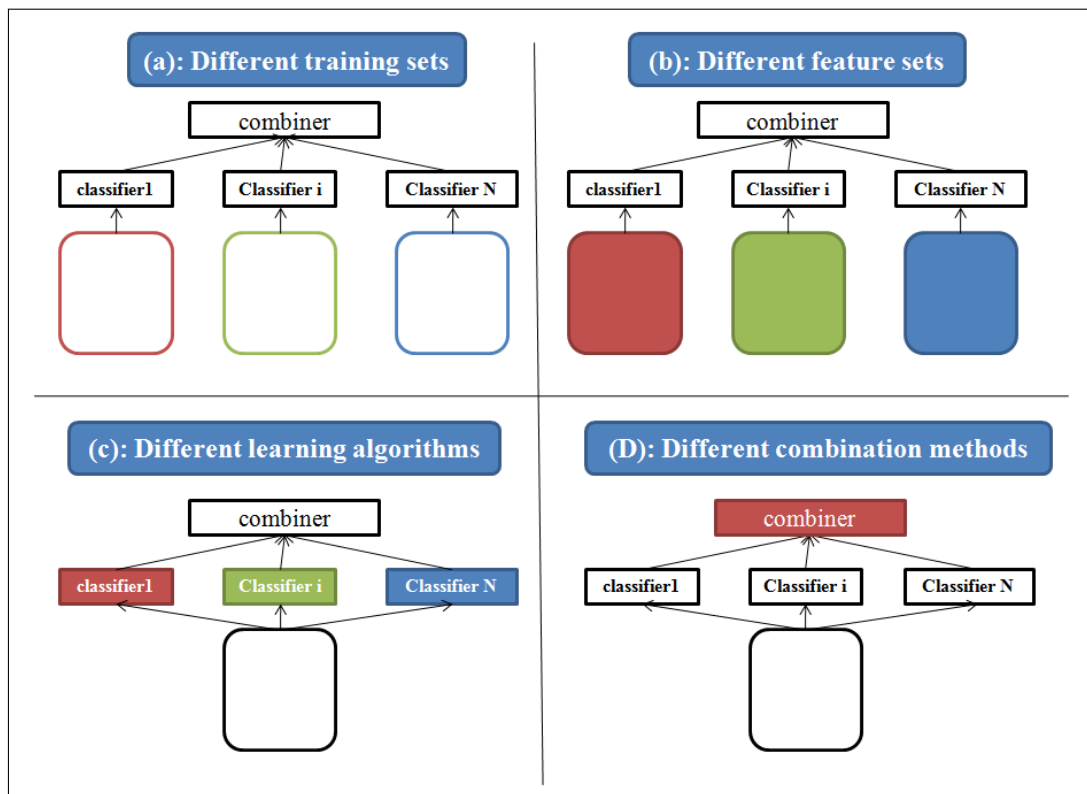 (a): Different training sets
combiner
classifier1
Classifier i
Classifier N
(b): Different feature sets
combiner
classifier1
Classifier i
Classifier N
(c): Different learning algorithms
combiner
classifier1
Classifier i
Classifier N
(D): Different combination methods
combiner
classifier1
Classifier i
Classifier N